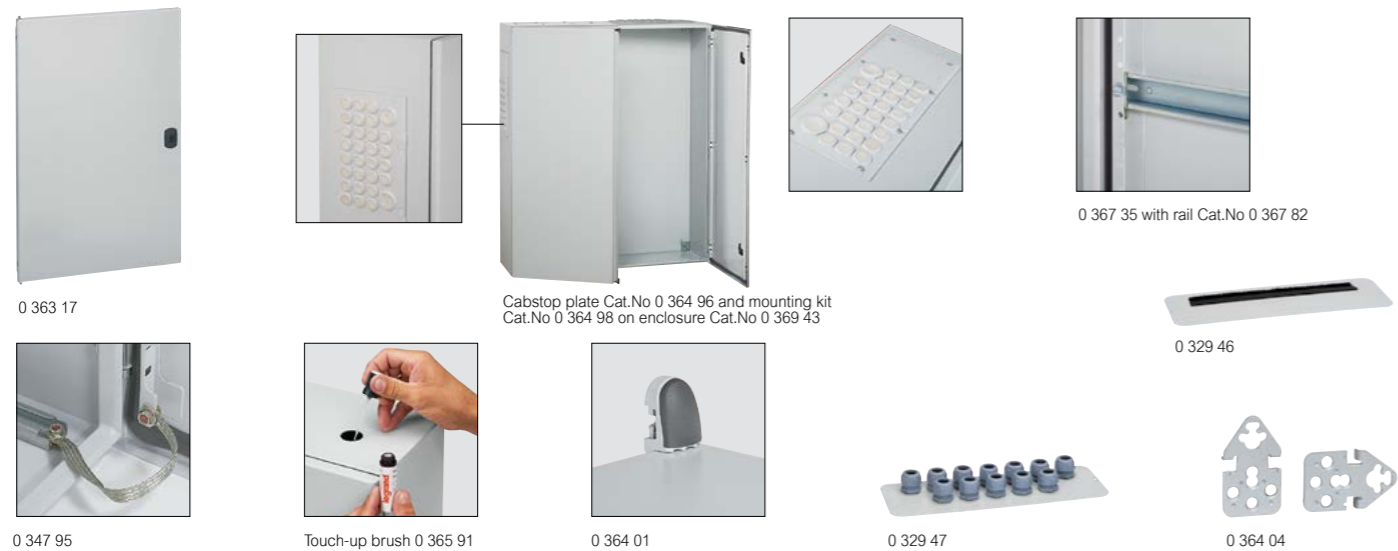 0 367 35 with rail Cat.No 0 367 82
0 363 17
Cabstop plate Cat.No 0 364 96 and mounting kit
Cat.No 0 364 98 on enclosure Cat.No 0 369 43
0 329 46
legrand
0 347 95
Touch-up brush 0 365 91
0 364 01
0 329 47
0 364 04